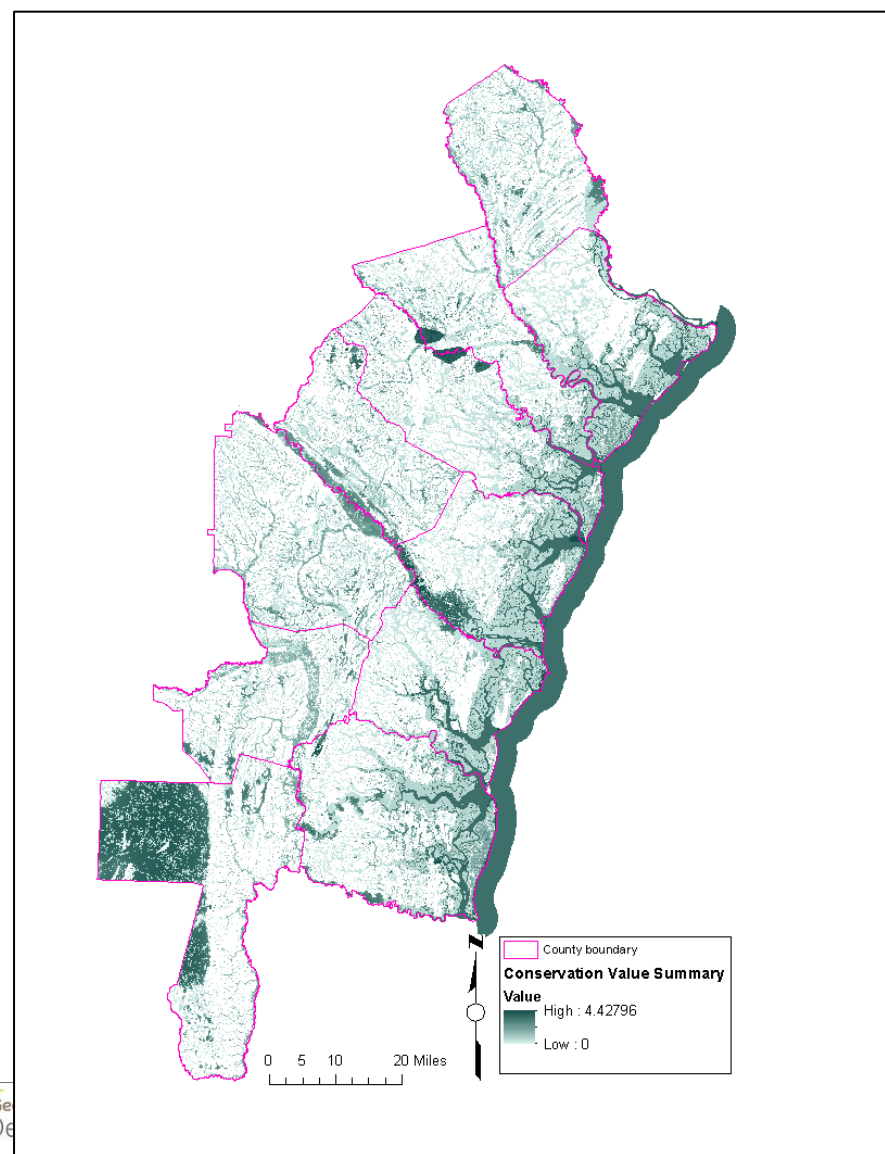 N
County boundary
Conservation Value Summary
Value
High : 4.42796
Low : 0
0 5 10 20 Miles